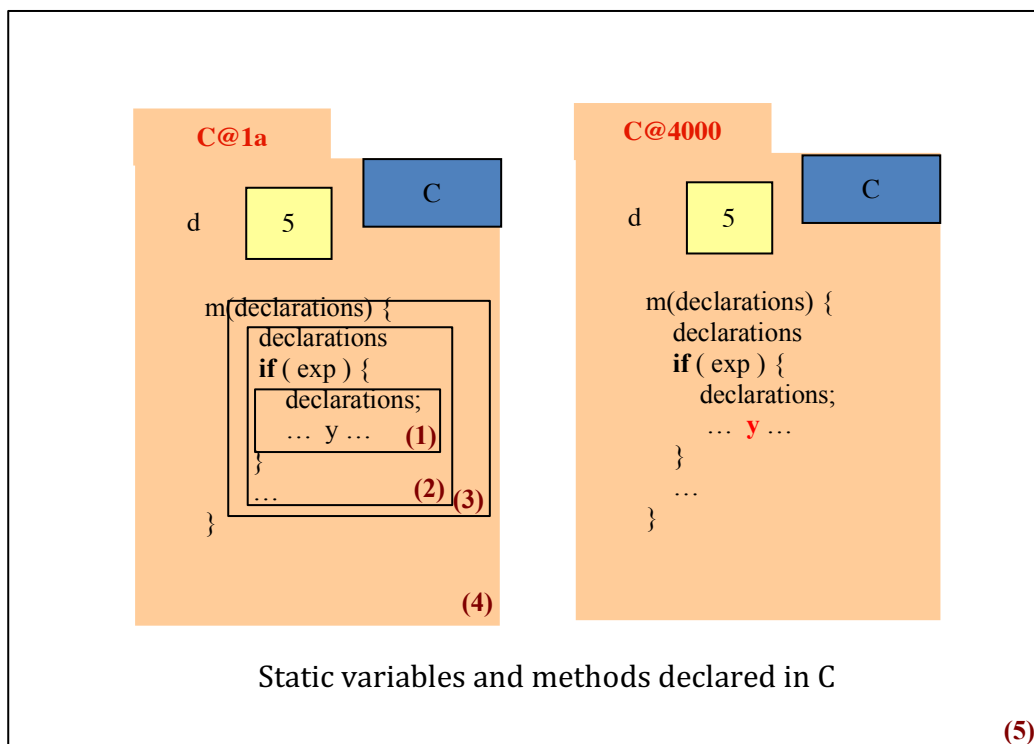 C@1a
C
d 5
m(declarations) {
declarations
if ( exp ) {
declarations;
… y … (1)
}
… (2) (3)
}
(4)
C@4000
C
d 5
m(declarations) {
declarations
if ( exp ) {
declarations;
… y …
}
…
}
Static variables and methods declared in C
(5)